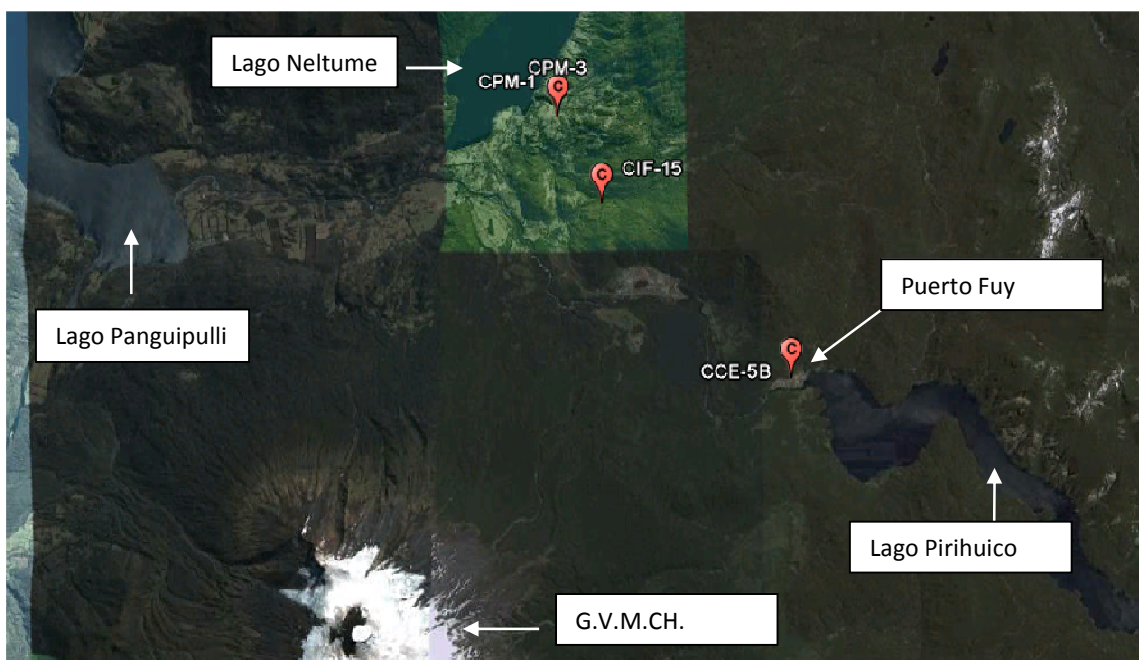 Lago Neltume
CPM-3
CPM-1
C
C
CIF-15
Puerto Fuy
Lago Panguipulli
C
CCE-5B
Lago Pirihuico
G.V.M.CH.